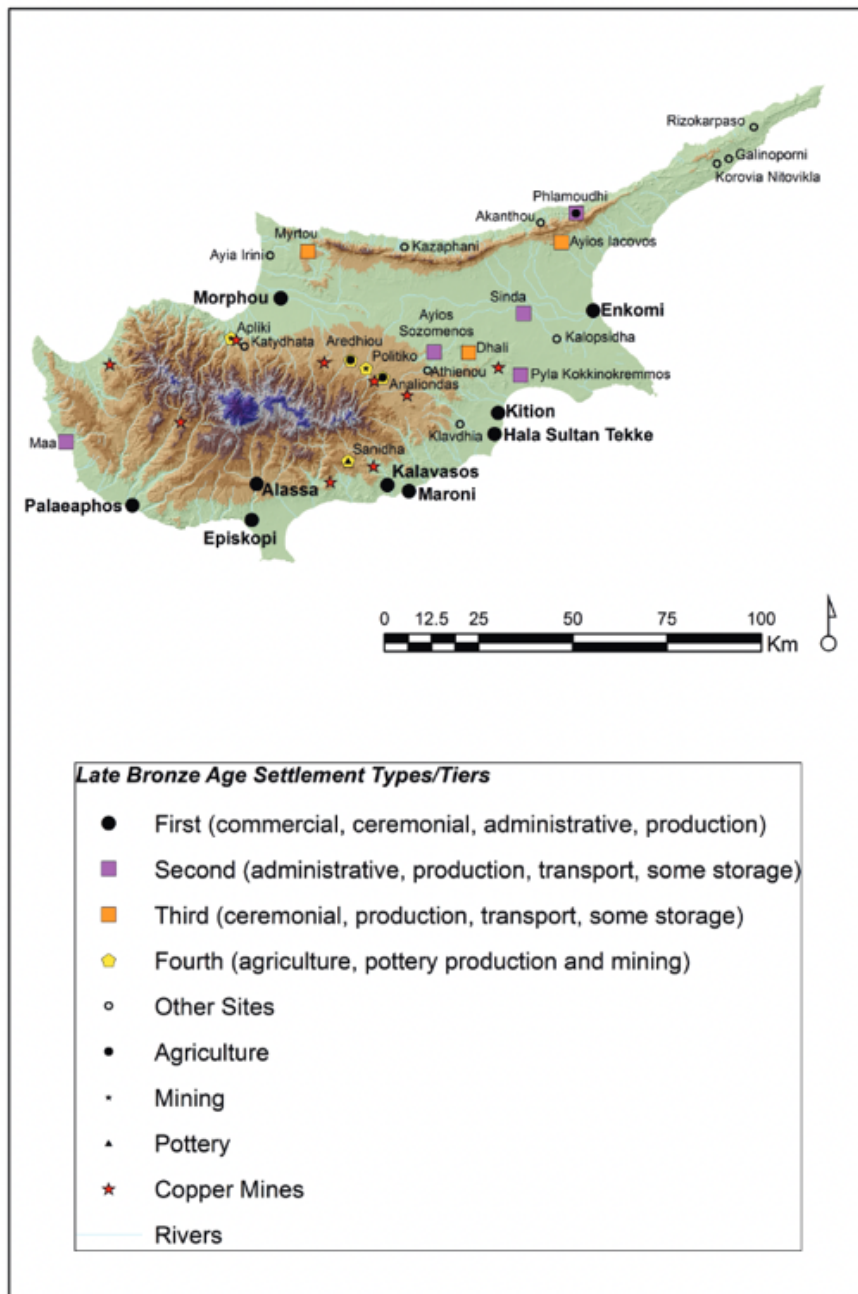 Rizokarpaso
Galinoporni
Korovia Nitovikla
Phlamoudhi
Akanthou
Myrtou
Kazaphani
Ayios Iacovos
Ayia Irini
Morphou
Sinda
Enkomi
Ayios
Sozomenos
Apliki
Katydhata
Aredhiou
Kalopsidha
Politiko
Dhali
Athienou
Pyla Kokkinokremmos
Analiondas
Kition
Klavdhia
Hala Sultan Tekke
Maa
Sanidha
Kalavasos
Alassa
Maroni
Palaeaphos
Episkopi
0 12.5 25 50 75 100
Km
Late Bronze Age Settlement Types/Tiers
First (commercial, ceremonial, administrative, production)
Second (administrative, production, transport, some storage)
Third (ceremonial, production, transport, some storage)
Fourth (agriculture, pottery production and mining)
Other Sites
Agriculture
Mining
Pottery
Copper Mines
Rivers